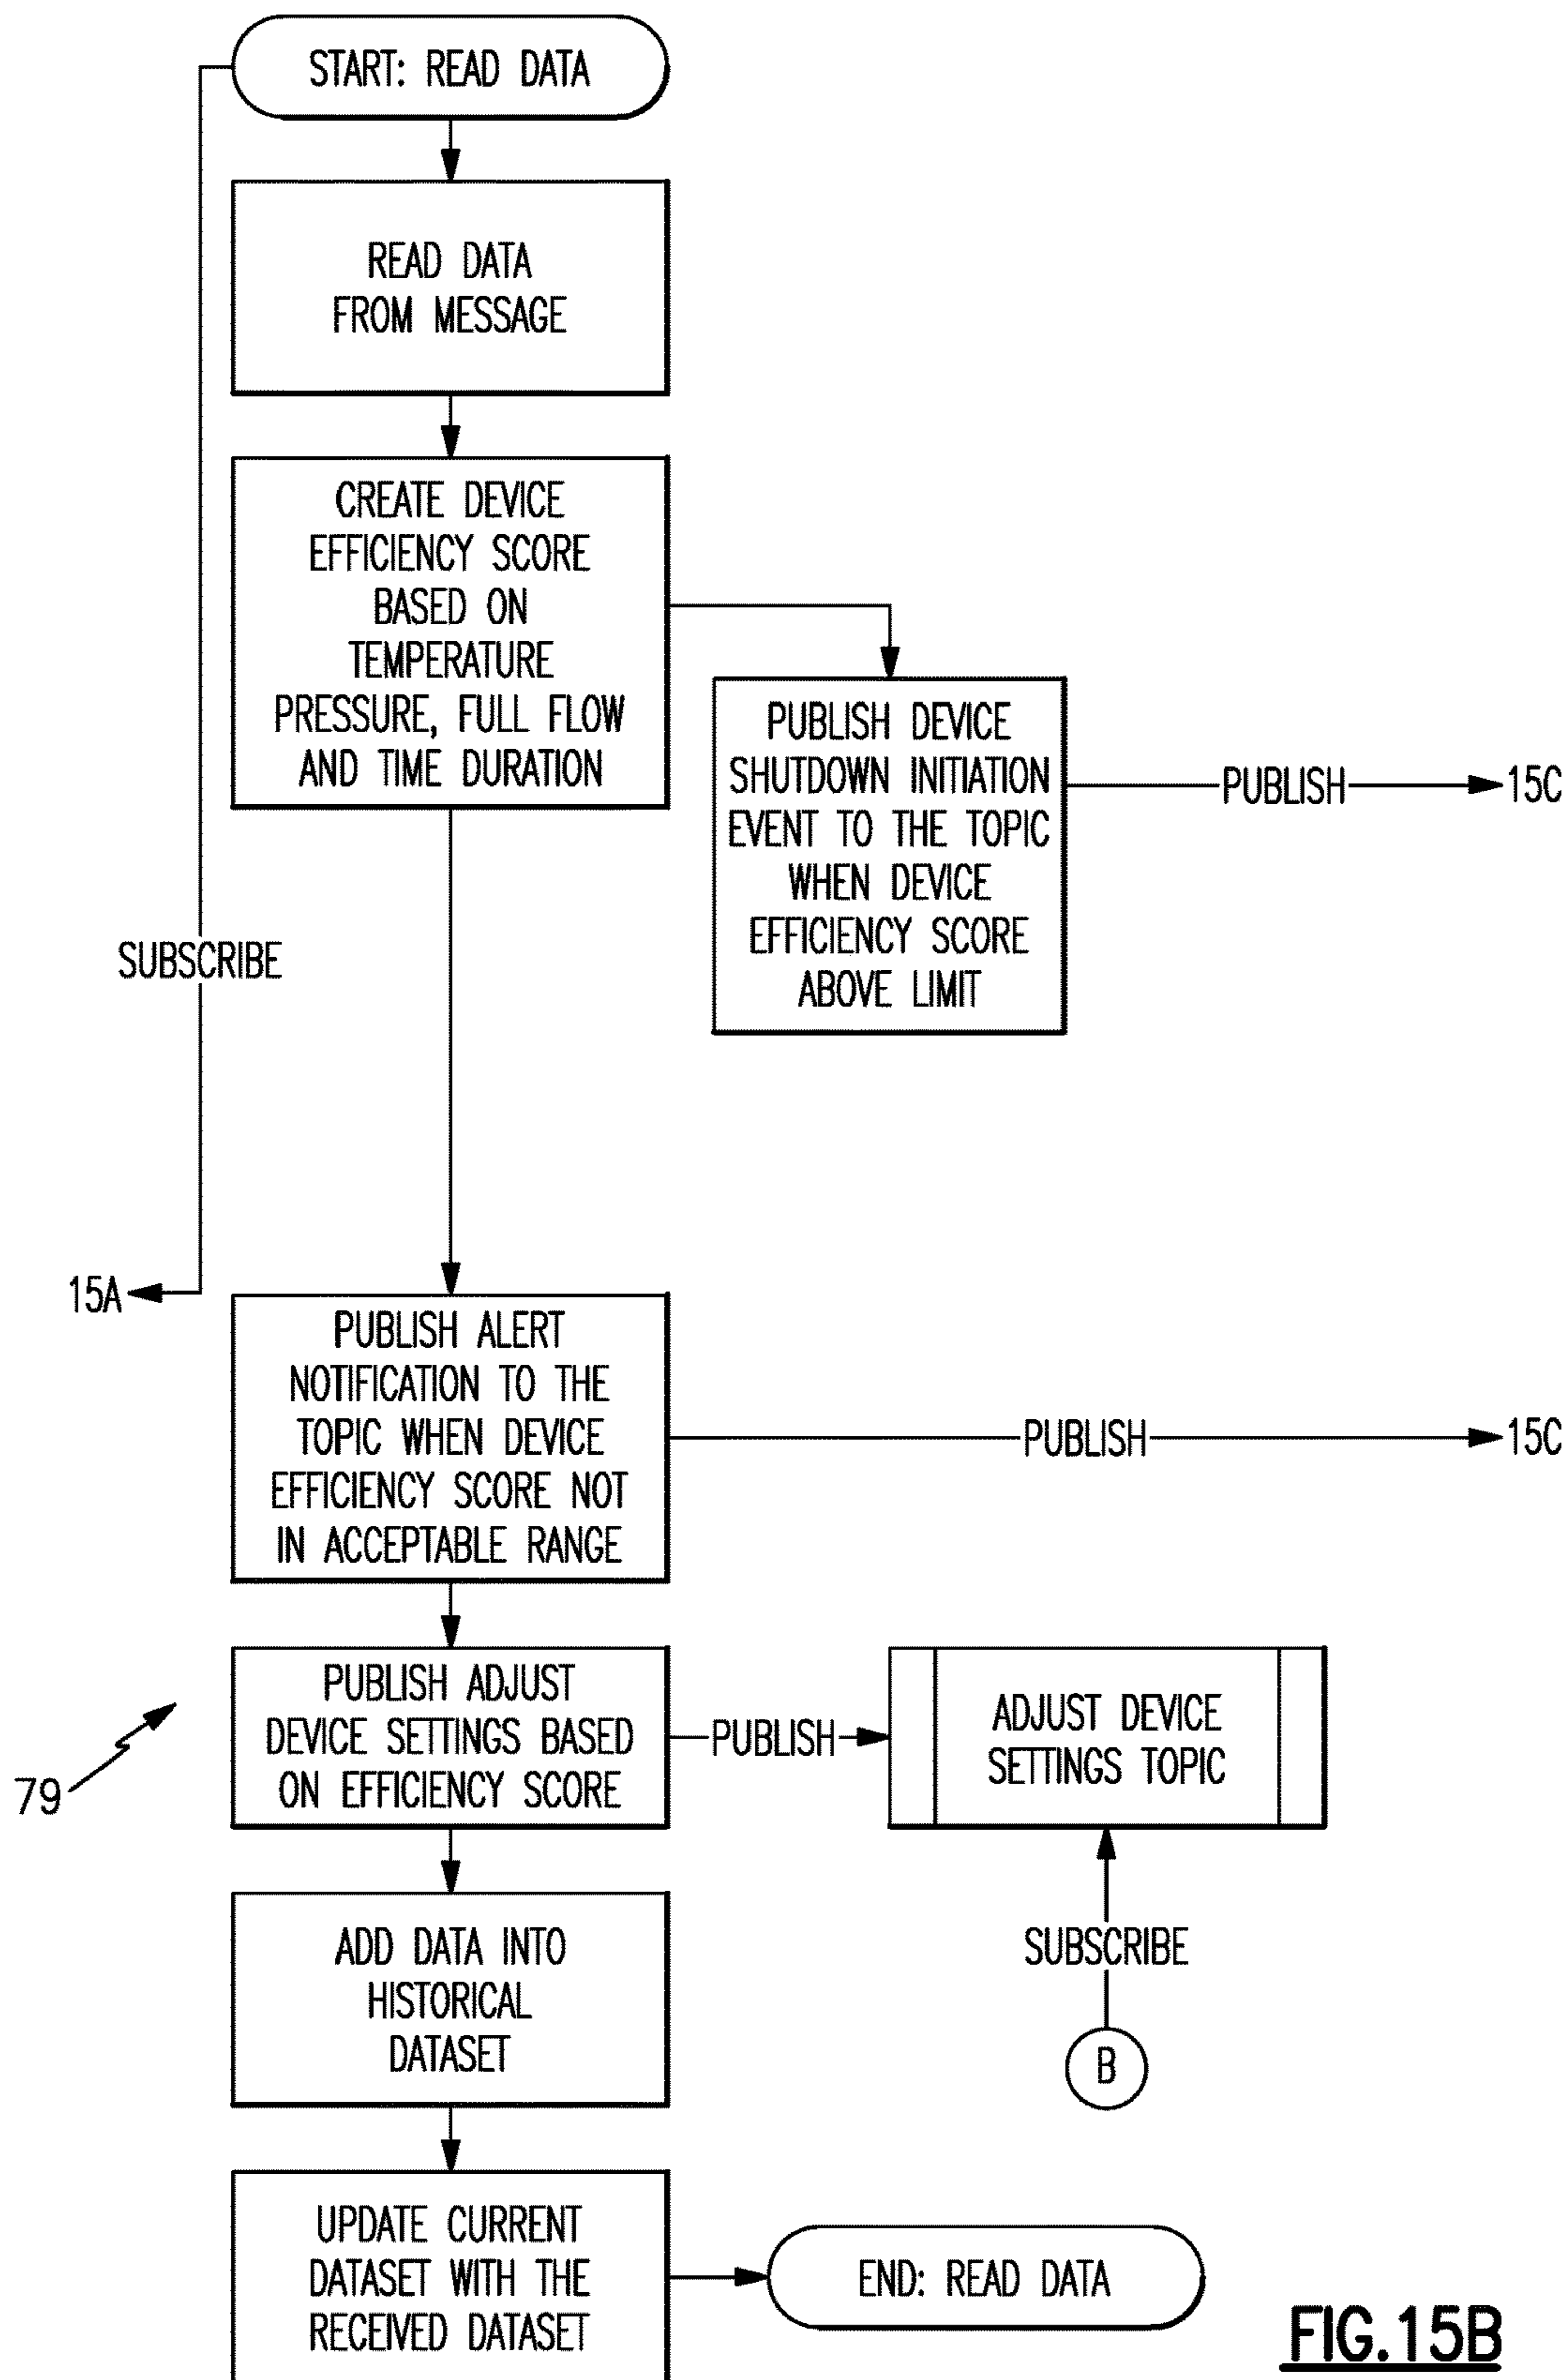 START: READ DATA
READ DATA
FROM MESSAGE
CREATE DEVICE
EFFICIENCY SCORE
BASED ON
TEMPERATURE
PRESSURE, FULL FLOW
AND TIME DURATION
PUBLISH DEVICE
SHUTDOWN INITIATION
EVENT TO THE TOPIC
WHEN DEVICE
EFFICIENCY SCORE
ABOVE LIMIT
PUBLISH
15C
SUBSCRIBE
15A
PUBLISH ALERT
NOTIFICATION TO THE
TOPIC WHEN DEVICE
EFFICIENCY SCORE NOT
IN ACCEPTABLE RANGE
PUBLISH
15C
79
PUBLISH ADJUST
DEVICE SETTINGS BASED
ON EFFICIENCY SCORE
PUBLISH
ADJUST DEVICE
SETTINGS TOPIC
SUBSCRIBE
B
ADD DATA INTO
HISTORICAL
DATASET
UPDATE CURRENT
DATASET WITH THE
RECEIVED DATASET
END: READ DATA
FIG.15B